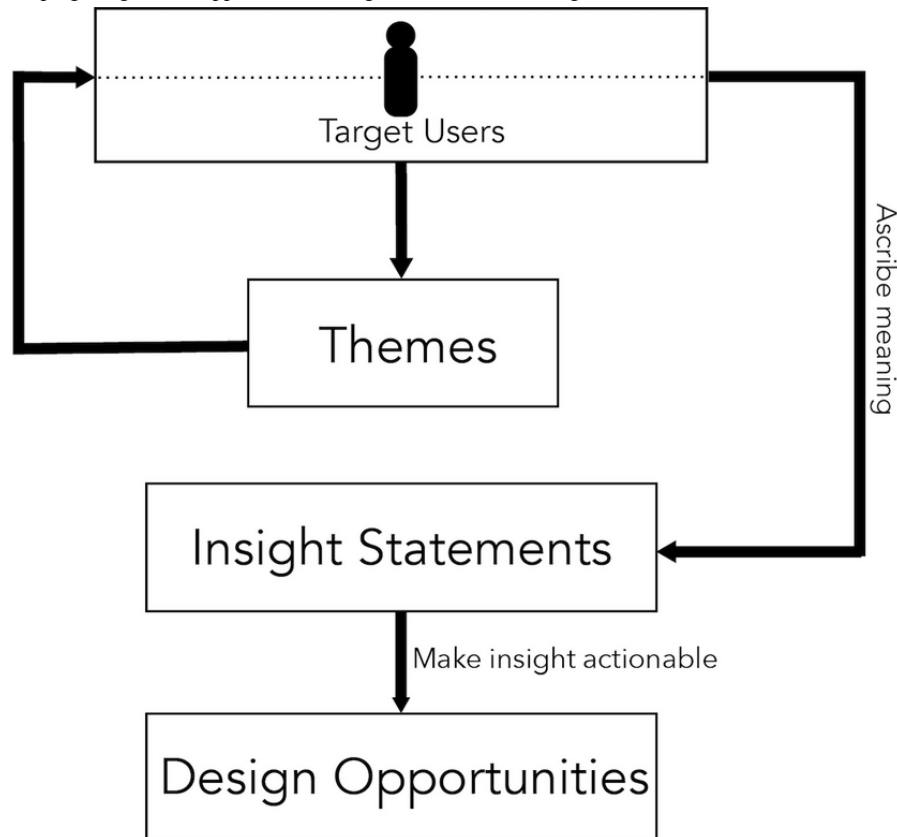 Target Users
Themes
Ascribe meaning
Insight Statements
Make insight actionable
Design Opportunities